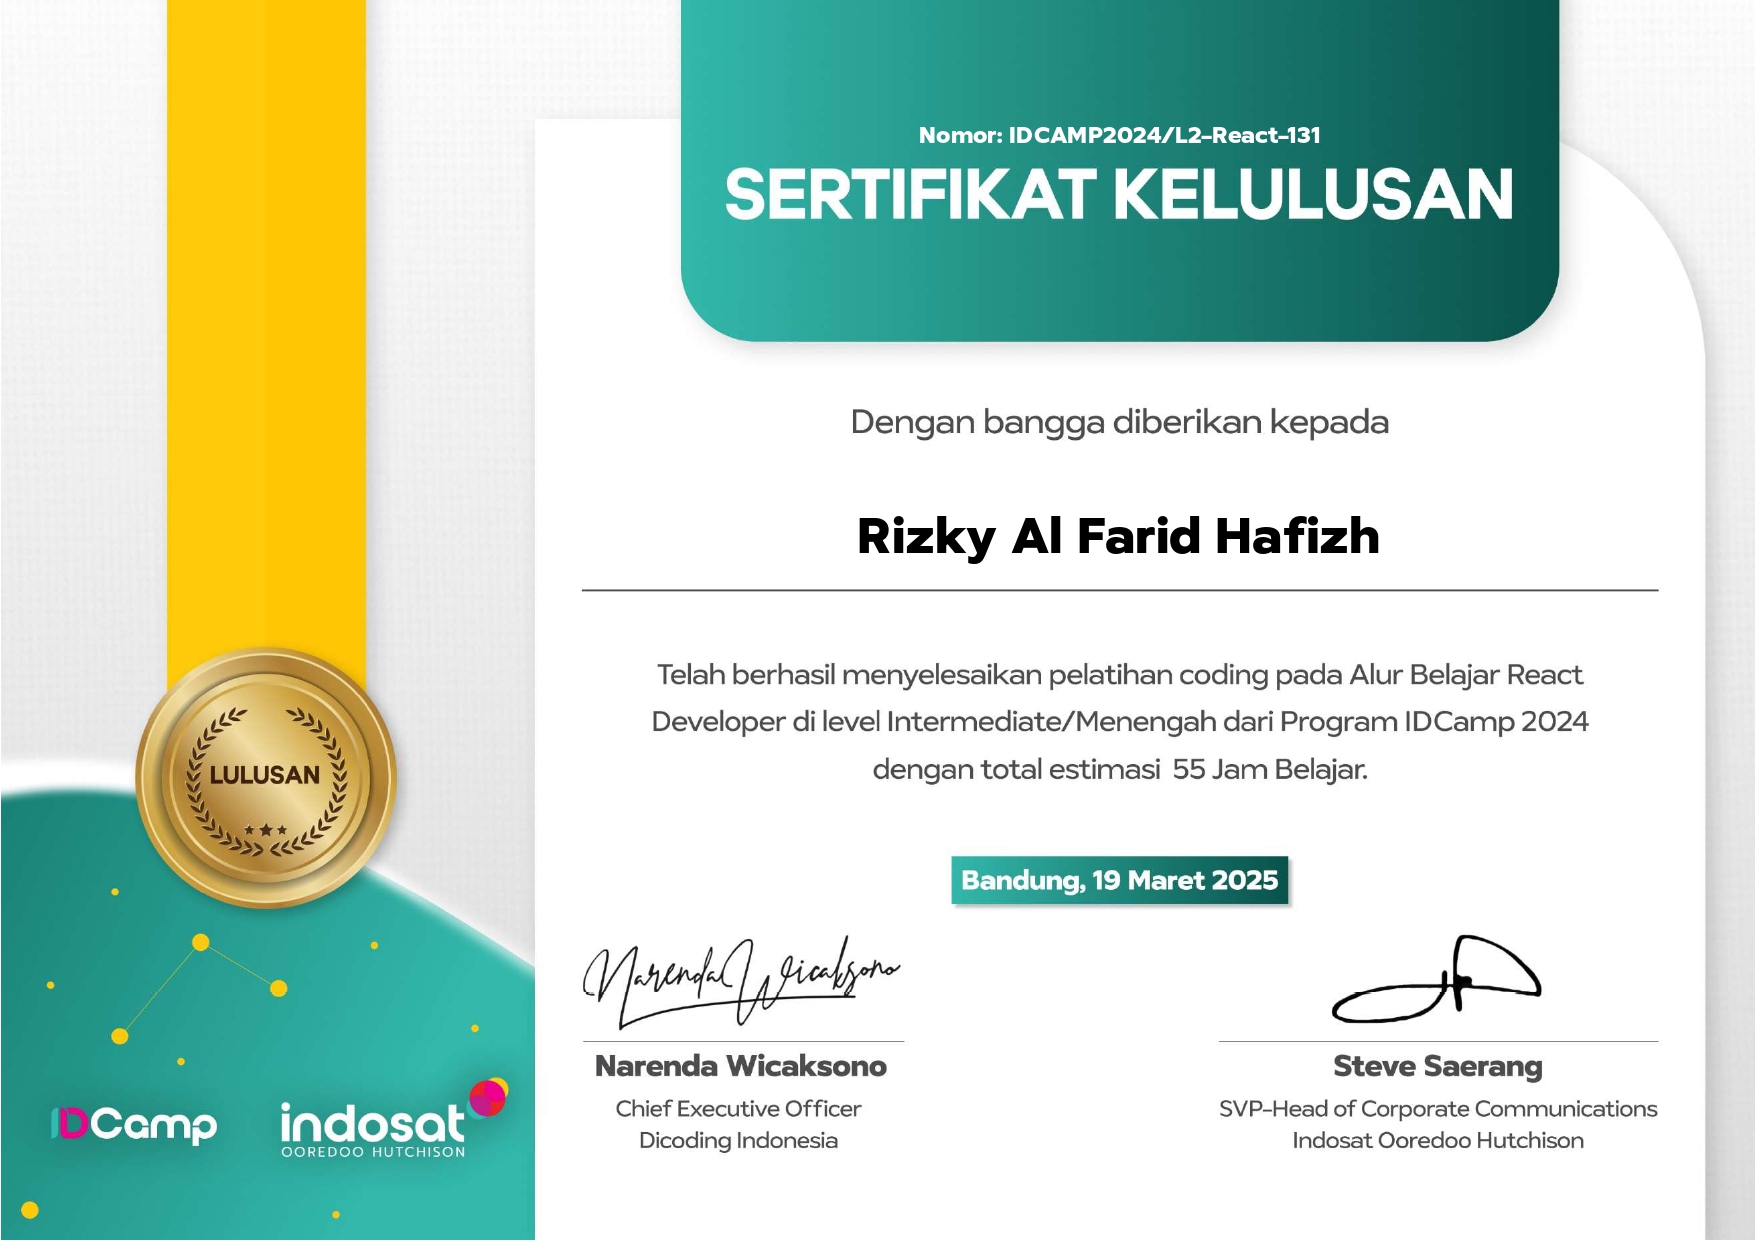 Nomor: IDCAMP2024/L2-React-131
SERTIFIKAT KELULUSAN
Dengan bangga diberikan kepada
Rizky Al Farid Hafizh
Telah berhasil menyelesaikan pelatihan coding pada Alur Belajar React
Developer di level Intermediate/Menengah dari Program IDCamp 2024
dengan total estimasi 55 Jam Belajar.
LULUSAN
Bandung, 19 Maret 2025
Narenda Wicaksono
Narenda Wicaksono
Chief Executive Officer
Dicoding Indonesia
Steve Saerang
SVP-Head of Corporate Communications
Indosat Ooredoo Hutchison
IDCamp
indosat
OOREDOO HUTCHISON